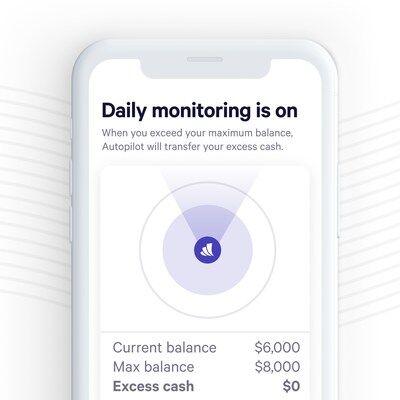 Daily monitoring is on
When you exceed your maximum balance,
Autopilot will transfer your excess cash.
Current balance $6,000
Max balance $8,000
Excess cash $0